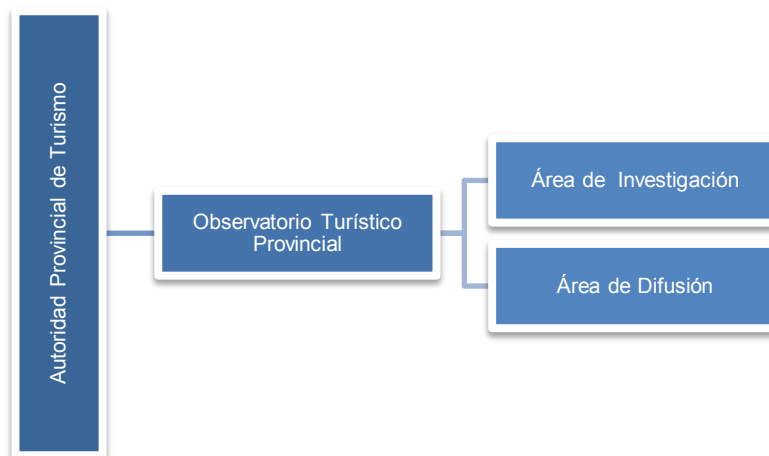 Autoridad Provincial de Turismo
Observatorio Turístico
Provincial
Área de Investigación
Área de Difusión